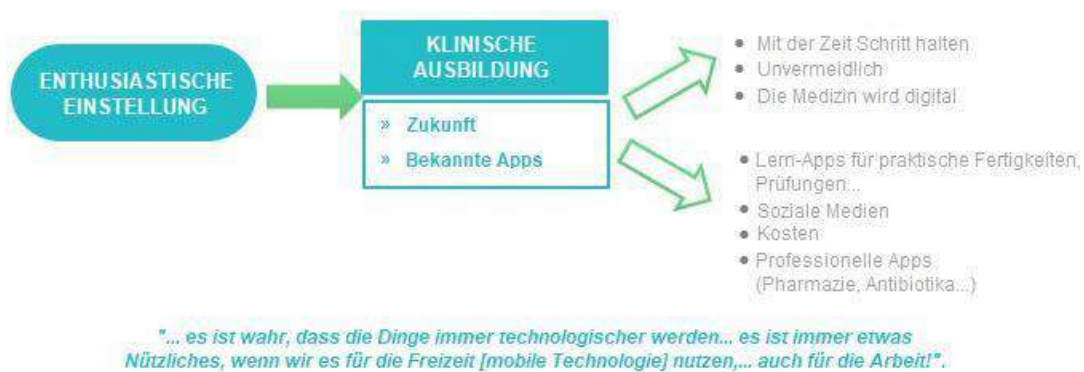 ENTHUSIASTISCHE
EINSTELLUNG
KLINISCHE
AUSBILDUNG
» Zukunft
» Bekannte Apps
• Mit der Zeit Schritt halten
• Unvermeidlich
• Die Medizin wird digital
• Lern-Apps für praktische Fertigkeiten,
Prüfungen...
• Soziale Medien
• Kosten
• Professionelle Apps
(Pharmazie, Antibiotika...)
"... es ist wahr, dass die Dinge immer technologischer werden... es ist immer etwas
Nützliches, wenn wir es für die Freizeit [mobile Technologie] nutzen,... auch für die Arbeit!".